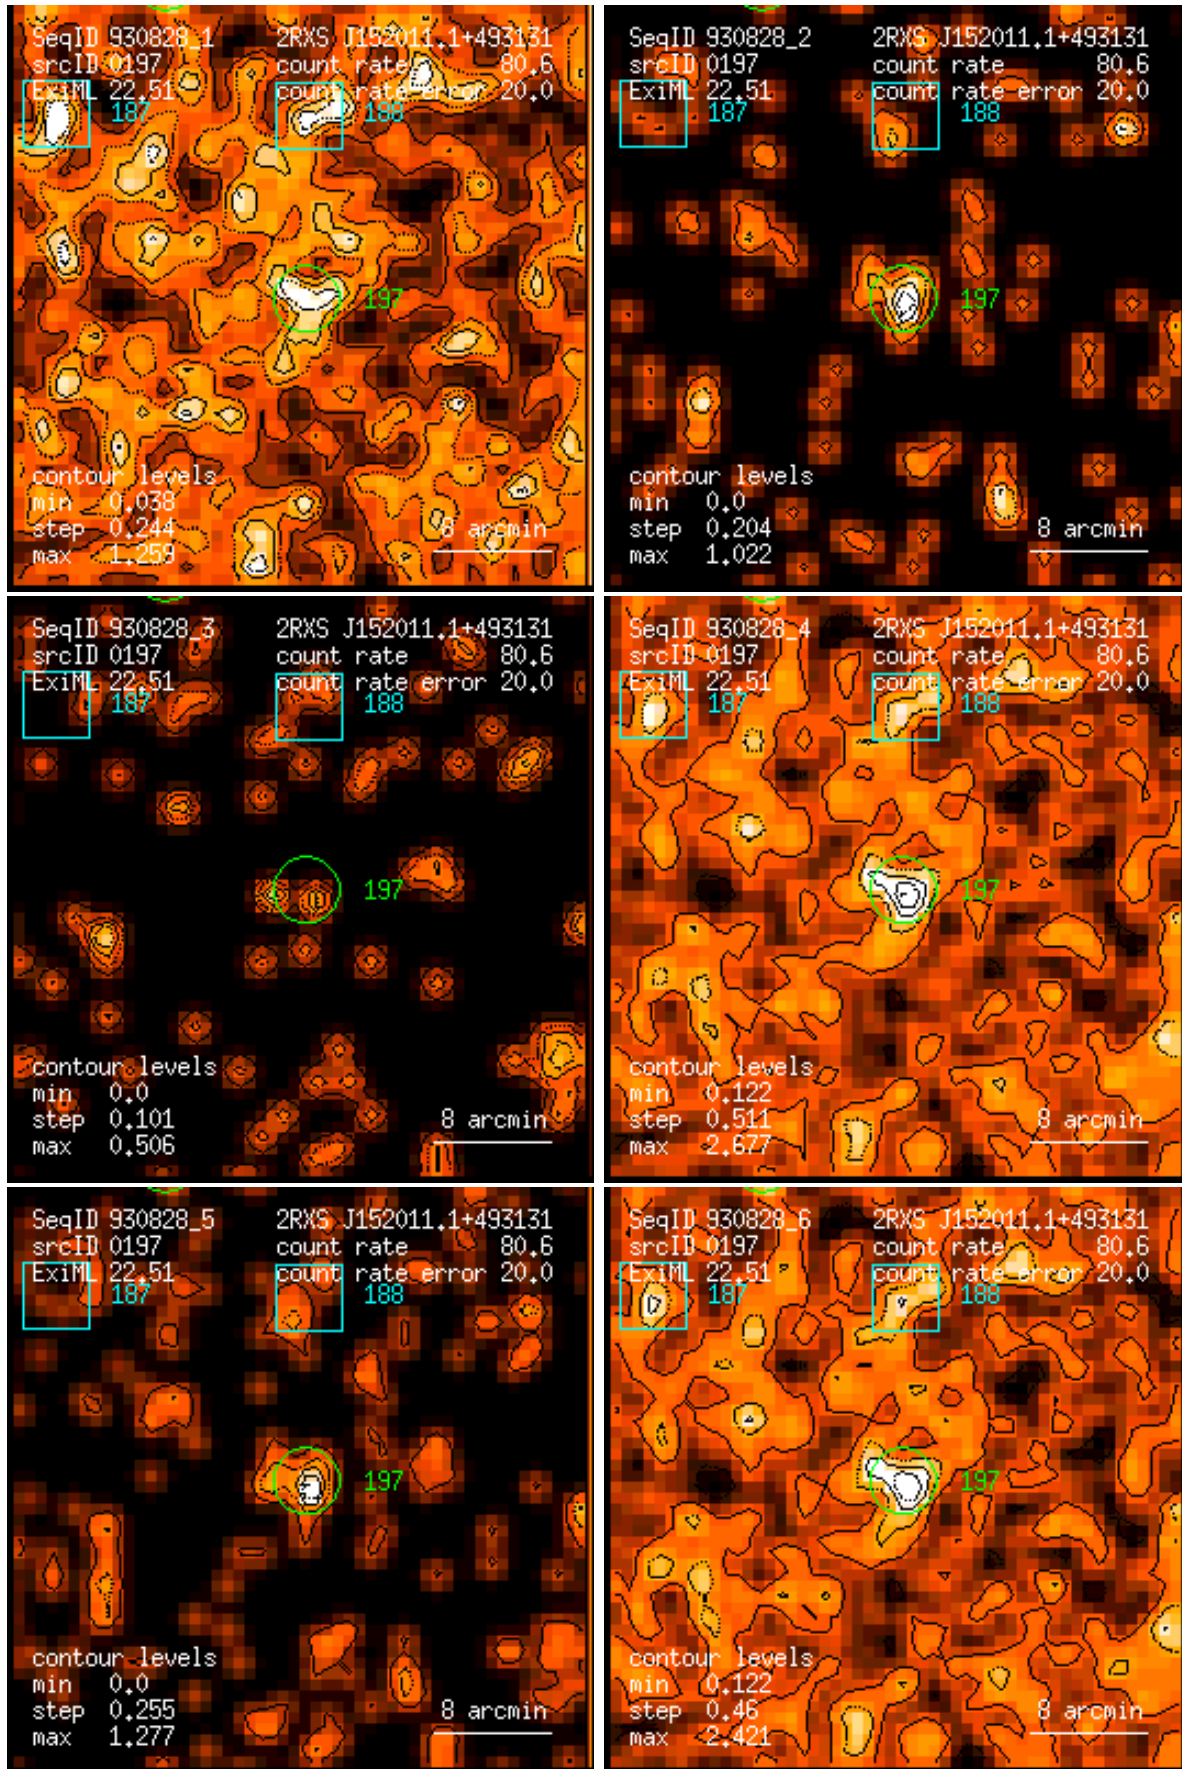 SeqID 930828_1 2RXS J152011.1+493131
srcID 0197 count rate 80.6
ExiML 22.51 count rate error 20.0
187 188
197
contour levels
min 0.038
step 0.244
max 1.259
8 arcmin
SeqID 930828_2 2RXS J152011.1+493131
srcID 0197 count rate 80.6
ExiML 22.51 count rate error 20.0
187 188
197
contour levels
min 0.0
step 0.204
max 1.022
8 arcmin
SeqID 930828_3 2RXS J152011.1+493131
srcID 0197 count rate 80.6
ExiML 22.51 count rate error 20.0
187 188
197
contour levels
min 0.0
step 0.101
max 0.506
8 arcmin
SeqID 930828_4 2RXS J152011.1+493131
srcID 0197 count rate 80.6
ExiML 22.51 count rate error 20.0
187 188
197
contour levels
min 0.122
step 0.511
max 2.677
8 arcmin
SeqID 930828_5 2RXS J152011.1+493131
srcID 0197 count rate 80.6
ExiML 22.51 count rate error 20.0
187 188
197
contour levels
min 0.0
step 0.255
max 1.277
8 arcmin
SeqID 930828_6 2RXS J152011.1+493131
srcID 0197 count rate 80.6
ExiML 22.51 count rate error 20.0
187 188
197
contour levels
min 0.122
step 0.46
max 2.421
8 arcmin